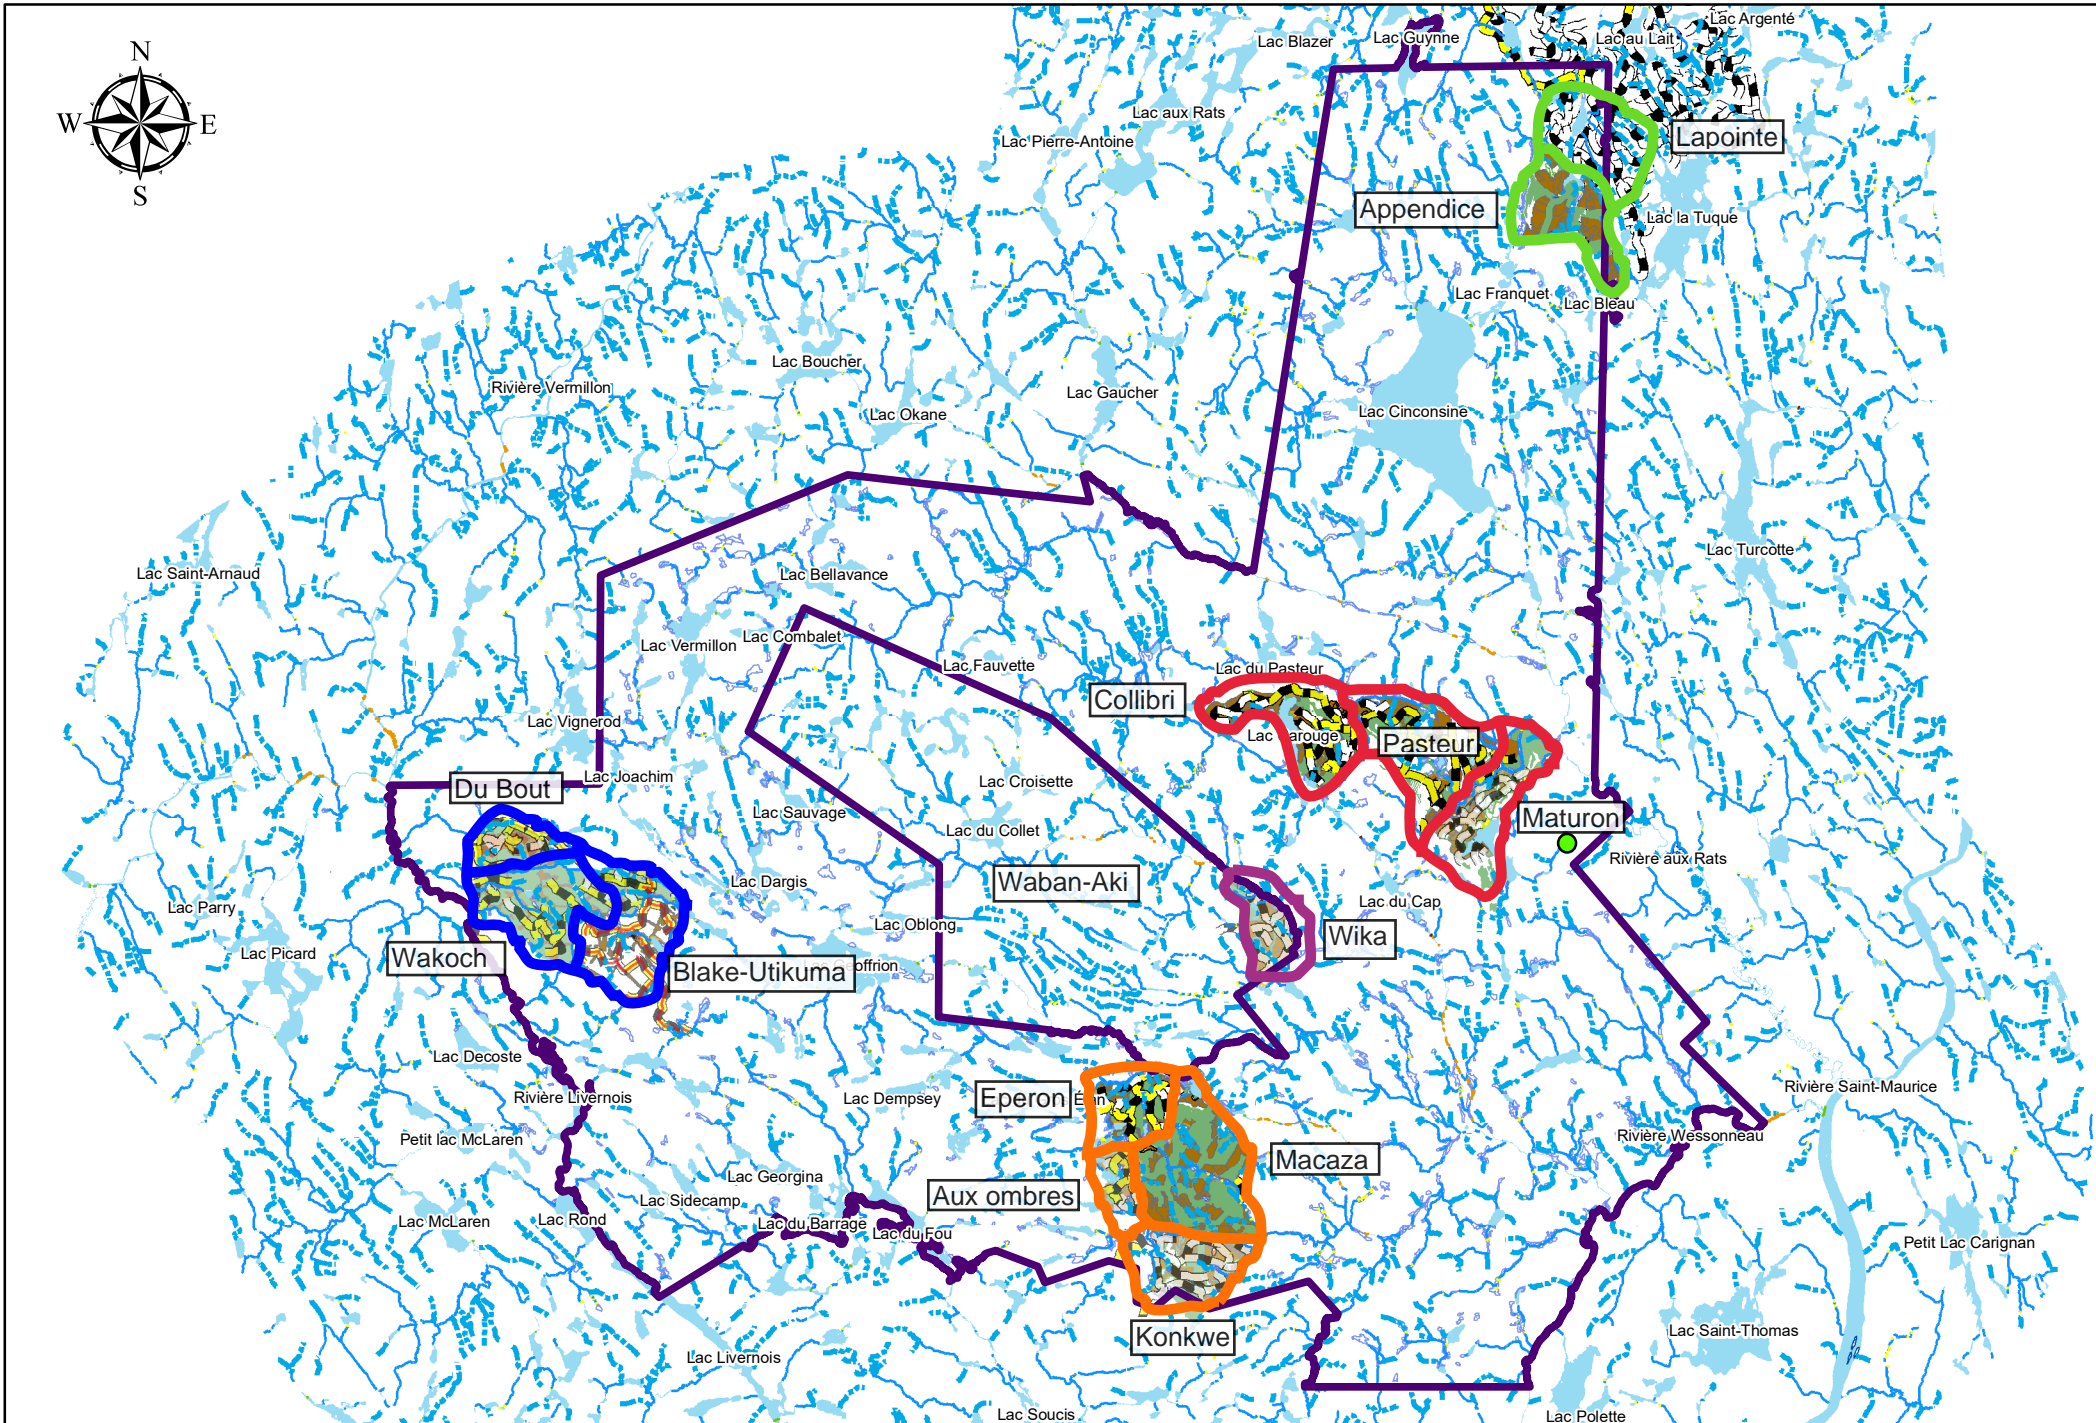 Lac Argenté
Lac Guynne
Lac Blazer
Lac au Lait
N
W
E
S
Lac aux Rats
Lac Pierre-Antoine
Lapointe
Appendice
Lac la Tuque
Lac Franquet
Lac Bleau
Lac Boucher
Rivière Vermillon
Lac Gaucher
Lac Okane
Lac Cinconsine
Lac Turcotte
Lac Saint-Arnaud
Lac Bellavance
Lac Combalet
Lac Vermillon
Lac Fauvette
Lac du Pasteur
Collibri
Lac Vignerod
Lac
arouge
Pasteur
Lac Joachim
Lac Croisette
Du Bout
Lac Sauvage
Lac du Collet
Maturon
Rivière aux Rats
Waban-Aki
Lac Dargis
Lac Parry
Lac du Cap
Lac Oblong
Wika
Lac Picard
Wakoch
Blake-Utikuma
offrion
Lac Decoste
Rivière Livernois
Lac Dempsey
Eperon
Rivière Saint-Maurice
Petit lac McLaren
Rivière Wessonneau
Macaza
Lac Georgina
Aux ombres
Lac Sidecamp
Lac McLaren
Lac Rond
Lac du Barrage
Lac du Fou
Petit Lac Carignan
Konkwe
Lac Saint-Thomas
Lac Livernois
Lac Soucis
Lac Polette